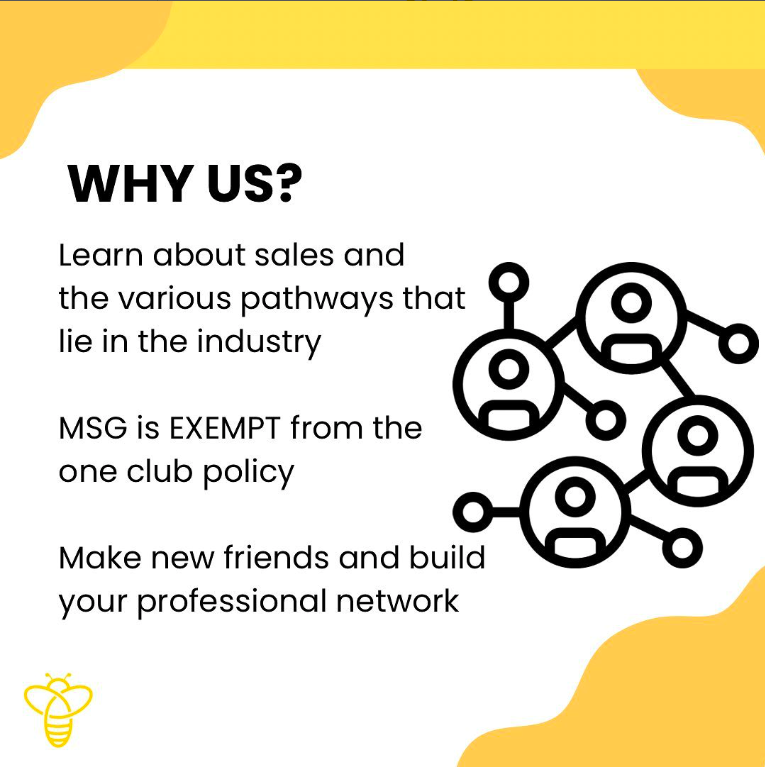 WHY US?
Learn about sales and
the various pathways that
lie in the industry
MSG is EXEMPT from the
one club policy
Make new friends and build
your professional network